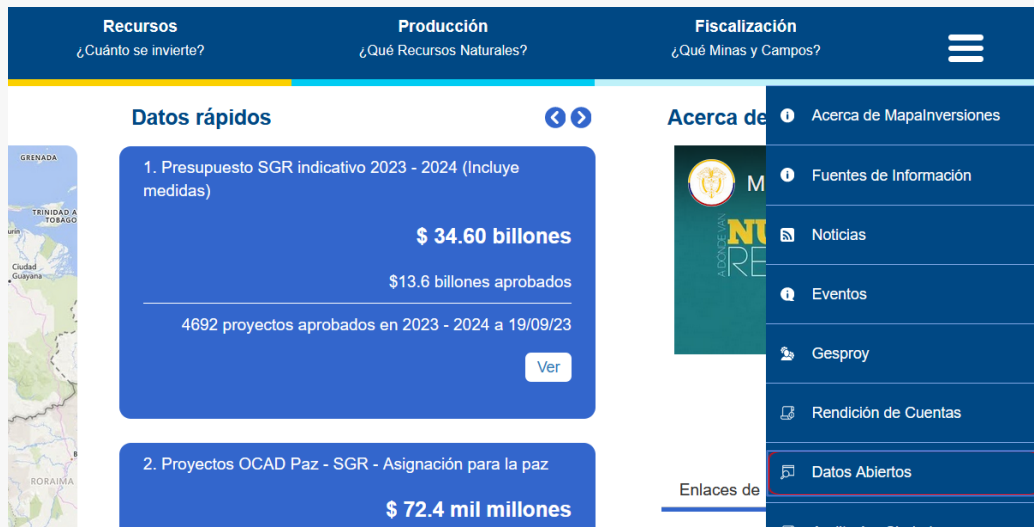 Recursos
¿Cuánto se invierte?
Producción
¿Qué Recursos Naturales?
Fiscalización
¿Qué Minas y Campos?
Datos rápidos
Acerca de
GRENADA
TRINIDAD A
TOBAGO
Ciudad
Guayana
RORAIMA
1. Presupuesto SGR indicativo 2023 - 2024 (Incluye
medidas)
$ 34.60 billones
$13.6 billones aprobados
4692 proyectos aprobados en 2023 - 2024 a 19/09/23
Ver
2. Proyectos OCAD Paz - SGR - Asignación para la paz
$ 72.4 mil millones
M
A DONDE VAN
NU
RE
Enlaces de
Acerca de MapaInversiones
Fuentes de Información
Noticias
Eventos
Gesproy
Rendición de Cuentas
Datos Abiertos